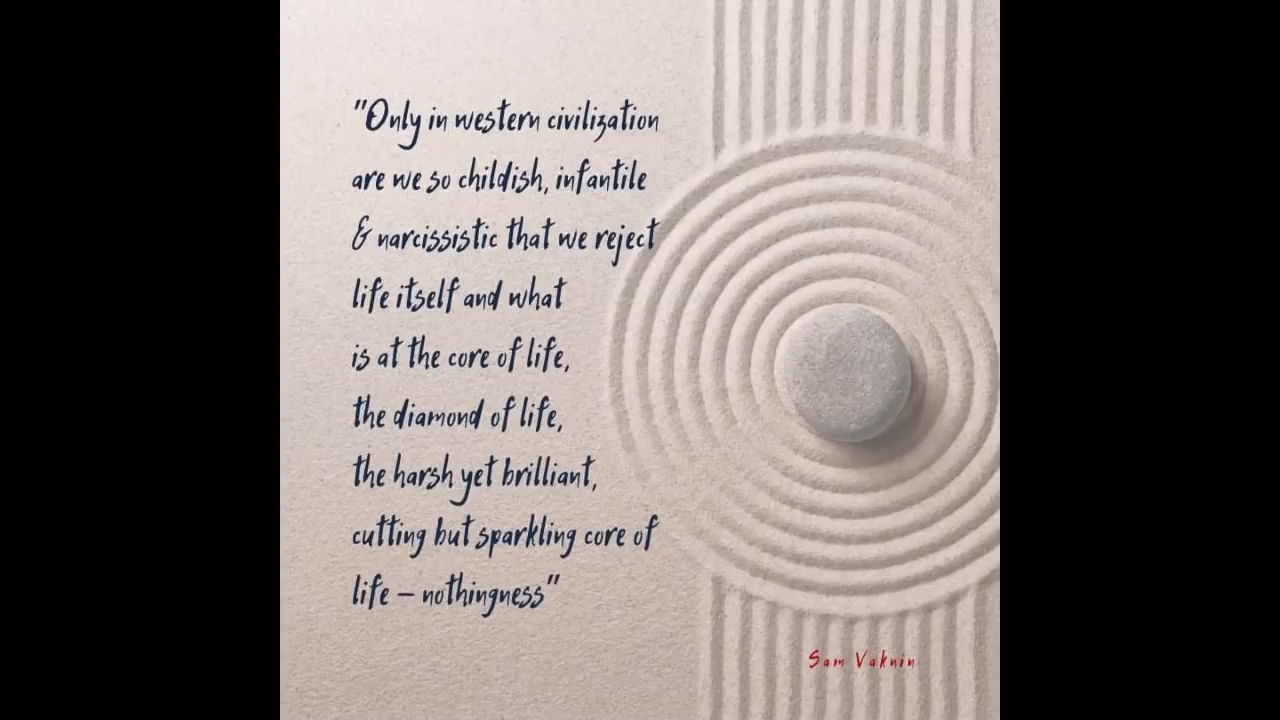 "Only in western civilization
are we so childish, infantile
& narcissistic that we reject
life itself and what
is at the core of life,
the diamond of life,
the harsh yet brilliant,
cutting but sparkling core of
life – nothingness"
Sam Vaknin